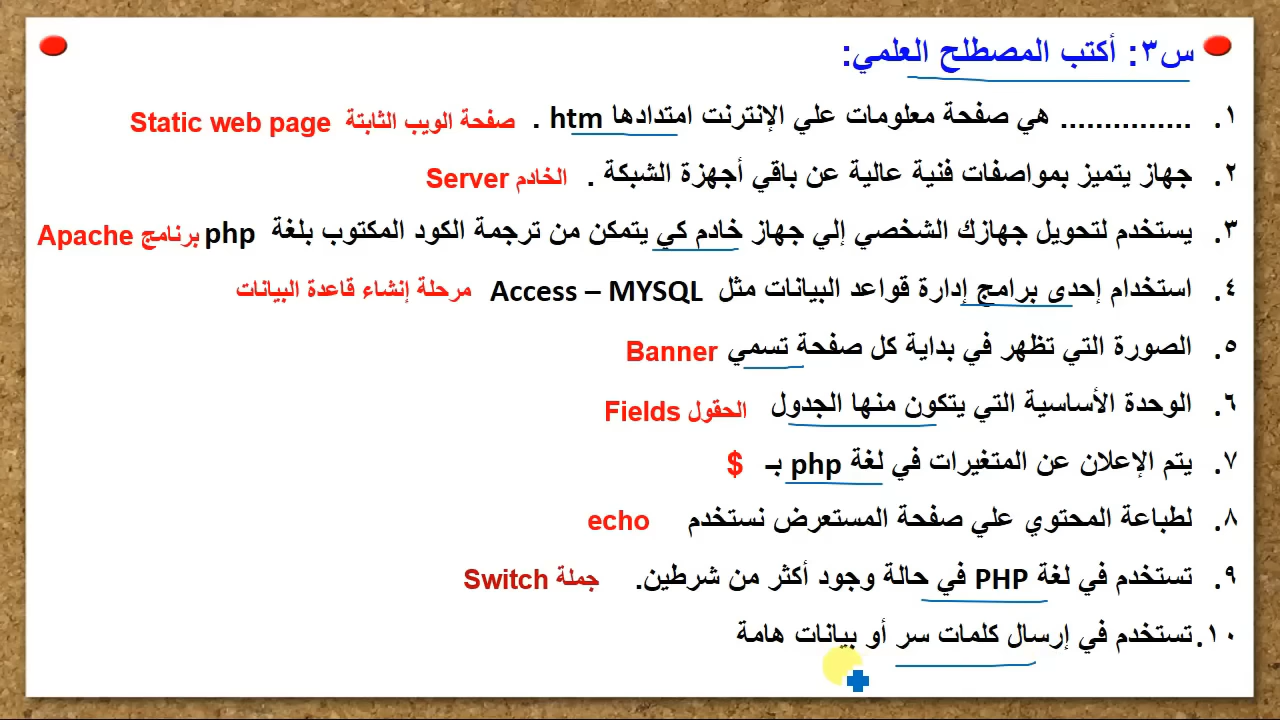 س٣: أكتب المصطلح العلمي:
١. ............... هي صفحة معلومات علي الإنترنت امتدادها htm . صفحة الويب الثابتة Static web page
٢. جهاز يتميز بمواصفات فنية عالية عن باقي أجهزة الشبكة . الخادم Server
٣. يستخدم لتحويل جهازك الشخصي إلي جهاز خادم كي يتمكن من ترجمة الكود المكتوب بلغة php برنامج Apache
٤. استخدام إحدى برامج إدارة قواعد البيانات مثل Access – MYSQL مرحلة إنشاء قاعدة البيانات
٥. الصورة التي تظهر في بداية كل صفحة تسمي Banner
٦. الوحدة الأساسية التي يتكون منها الجدول الحقول Fields
٧. يتم الإعلان عن المتغيرات في لغة php بـ $
٨. لطباعة المحتوي علي صفحة المستعرض نستخدم echo
٩. تستخدم في لغة PHP في حالة وجود أكثر من شرطين. جملة Switch
١٠. تستخدم في إرسال كلمات سر أو بيانات هامة